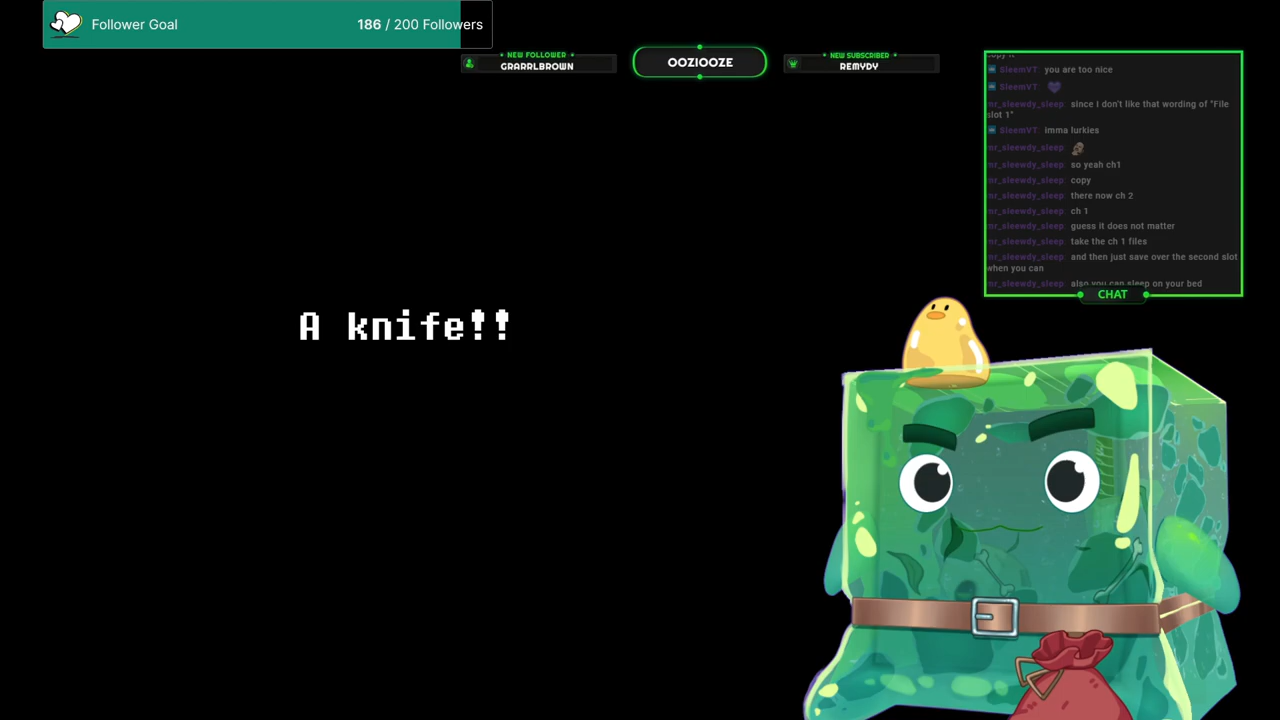 Follower Goal
186 / 200 Followers
NEW FOLLOWER
GRARRLBROWN
OOZIOOZE
NEW SUBSCRIBER
REMYDY
copy it
SleemVT: you are too nice
SleemVT:
mr_sleewdy_sleep: since I don't like that wording of "File
slot 1"
SleemVT: imma lurkies
mr_sleewdy_sleep:
mr_sleewdy_sleep: so yeah ch1
mr_sleewdy_sleep: copy
mr_sleewdy_sleep: there now ch 2
mr_sleewdy_sleep: ch 1
mr_sleewdy_sleep: guess it does not matter
mr_sleewdy_sleep: take the ch 1 files
mr_sleewdy_sleep: and then just save over the second slot
when you can
mr_sleewdy_sleep: also you can sleep on your bed
CHAT
A knife!!